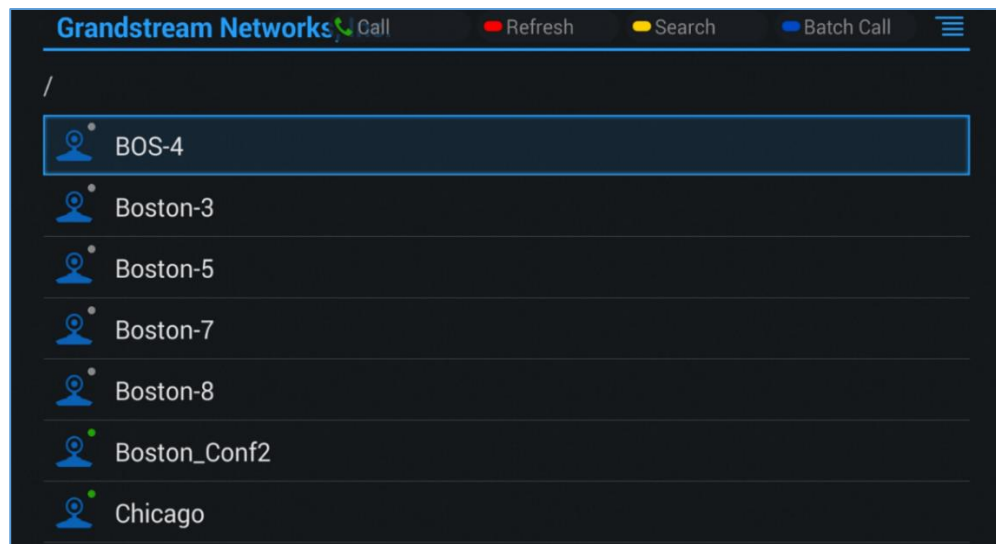 Grandstream Networks Call Refresh Search Batch Call
/
BOS-4
Boston-3
Boston-5
Boston-7
Boston-8
Boston_Conf2
Chicago